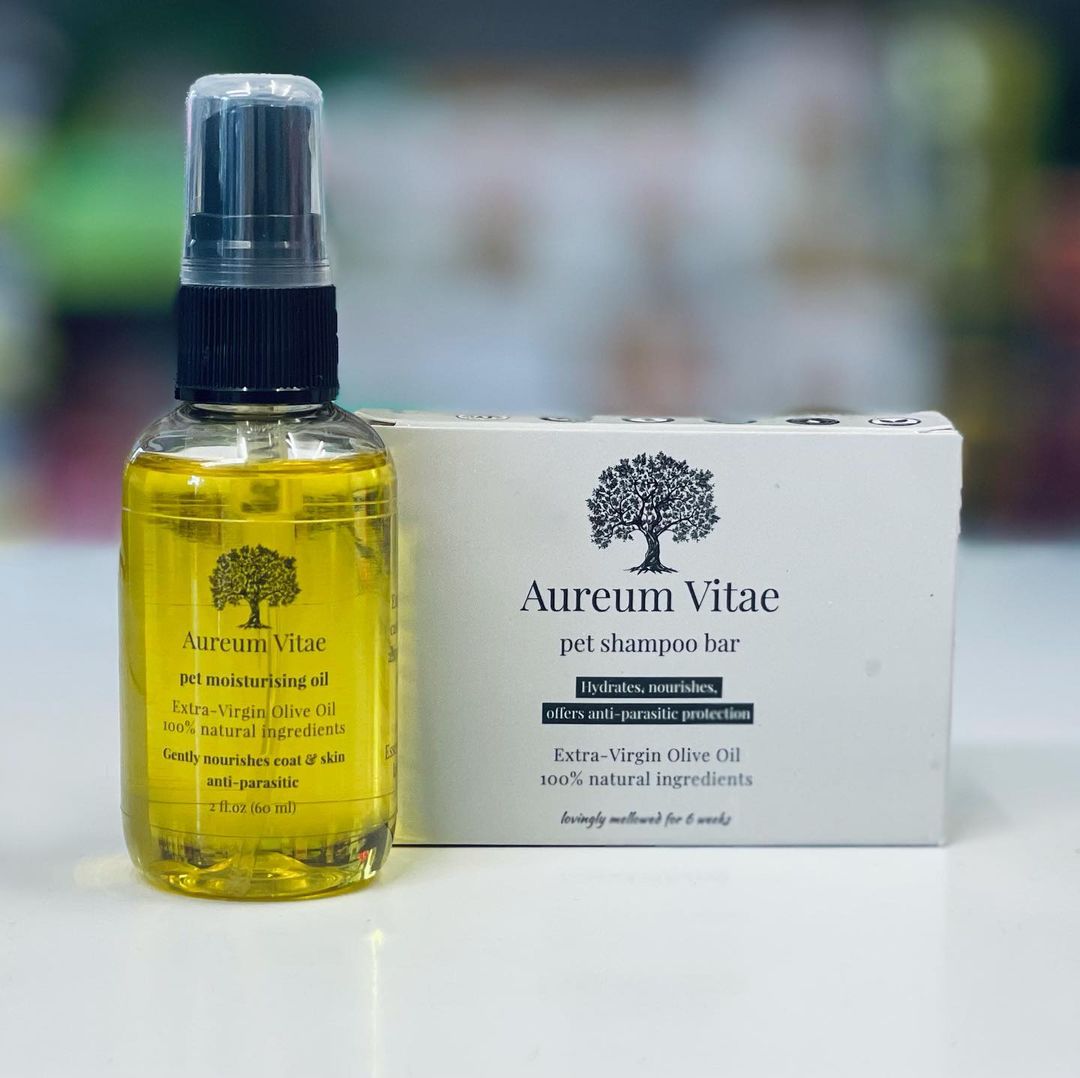 Aureum Vitae
pet moisturising oil
Extra-Virgin Olive Oil
100% natural ingredients
Gently nourishes coat & skin
anti-parasitic
2 fl.oz (60 ml)
Aureum Vitae
pet shampoo bar
Hydrates, nourishes,
offers anti-parasitic protection
Extra-Virgin Olive Oil
100% natural ingredients
lovingly mellowed for 6 weeks